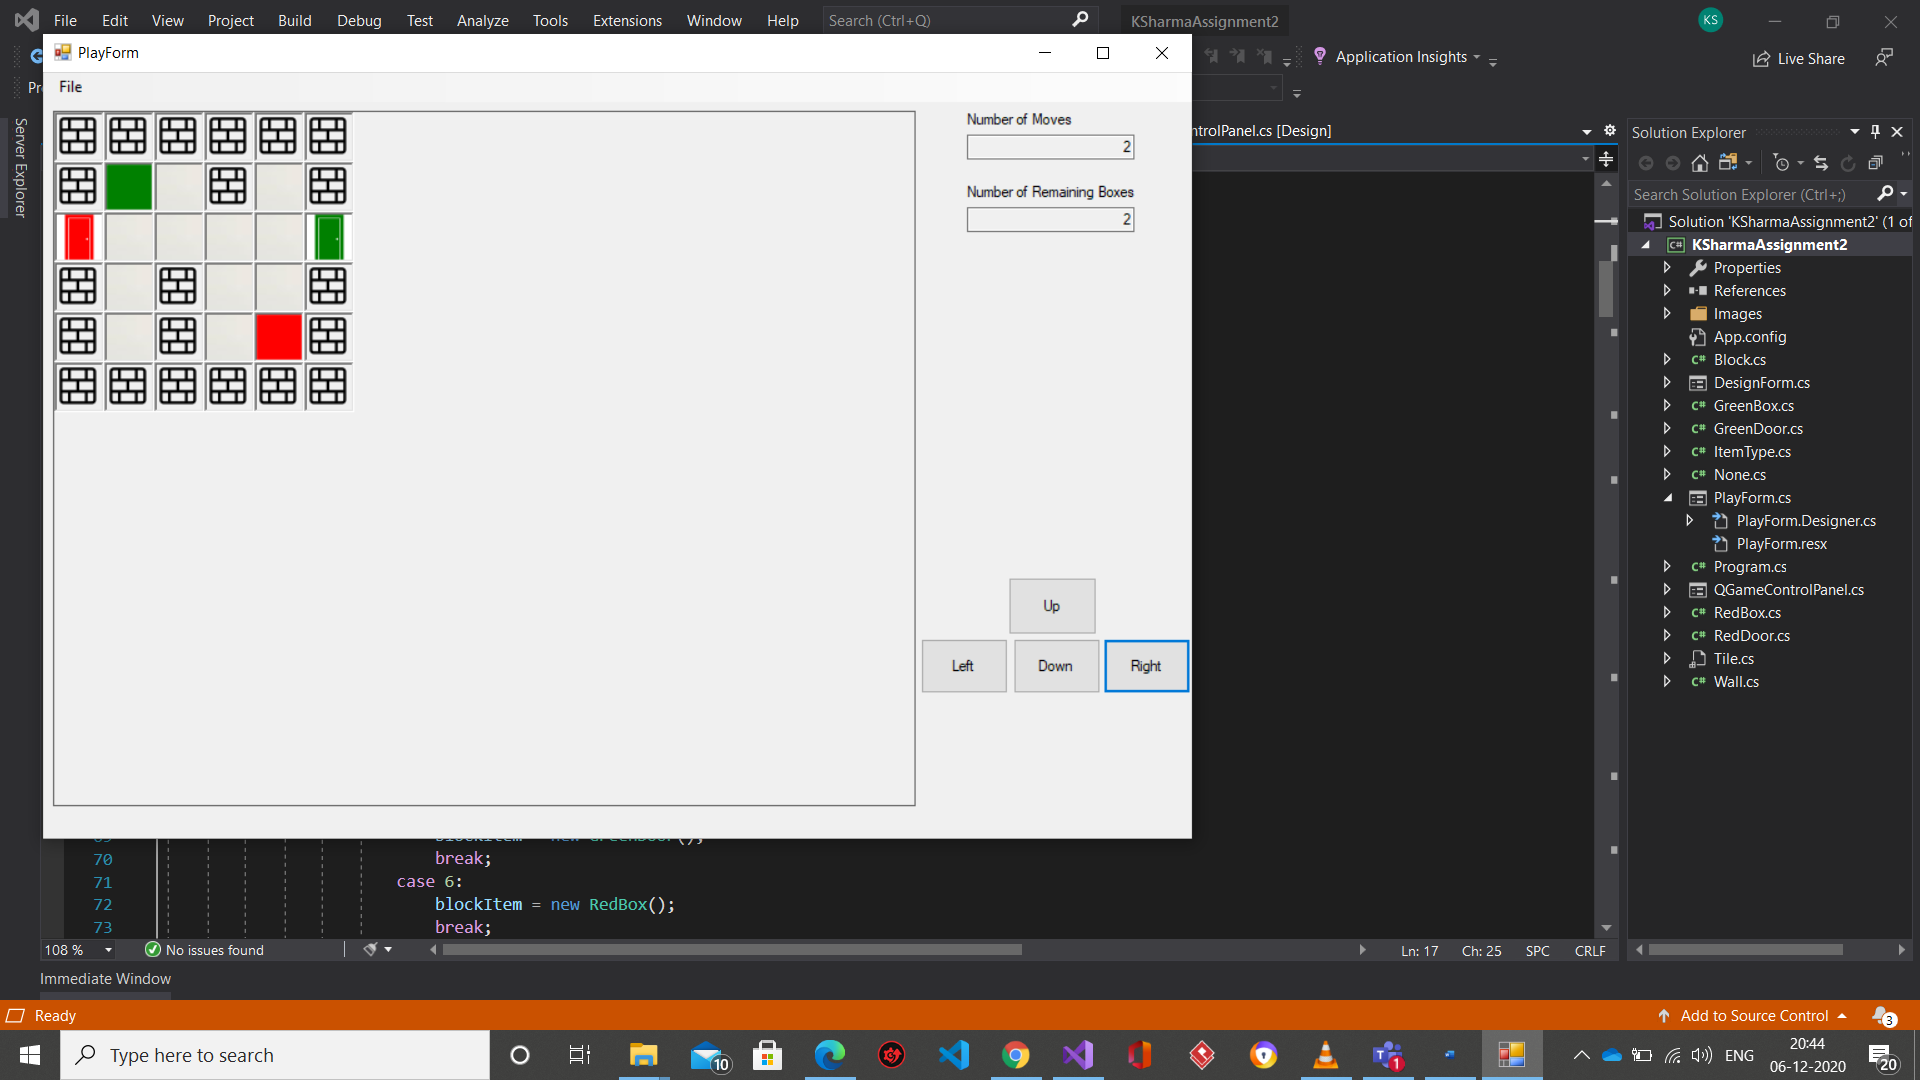 File Edit View Project Build Debug Test Analyze Tools Extensions Window Help Search (Ctrl+Q) KSharmaAssignment2 KS
PlayForm
Application Insights Live Share
File
Server Explorer
Number of Moves
2
Number of Remaining Boxes
2
Up
Left Down Right
ntrolPanel.cs [Design]
Solution Explorer
Search Solution Explorer (Ctrl+;)
Solution 'KSharmaAssignment2' (1 of
C# KSharmaAssignment2
Properties
References
Images
App.config
C# Block.cs
DesignForm.cs
C# GreenBox.cs
C# GreenDoor.cs
C# ItemType.cs
C# None.cs
PlayForm.cs
PlayForm.Designer.cs
PlayForm.resx
C# Program.cs
QGameControlPanel.cs
C# RedBox.cs
C# RedDoor.cs
Tile.cs
C# Wall.cs
70 break;
71 case 6:
72 blockItem = new RedBox();
73 break;
108 % No issues found Ln: 17 Ch: 25 SPC CRLF
Immediate Window
Ready Add to Source Control 3
Type here to search 10 1 ENG 20:44
06-12-2020 20